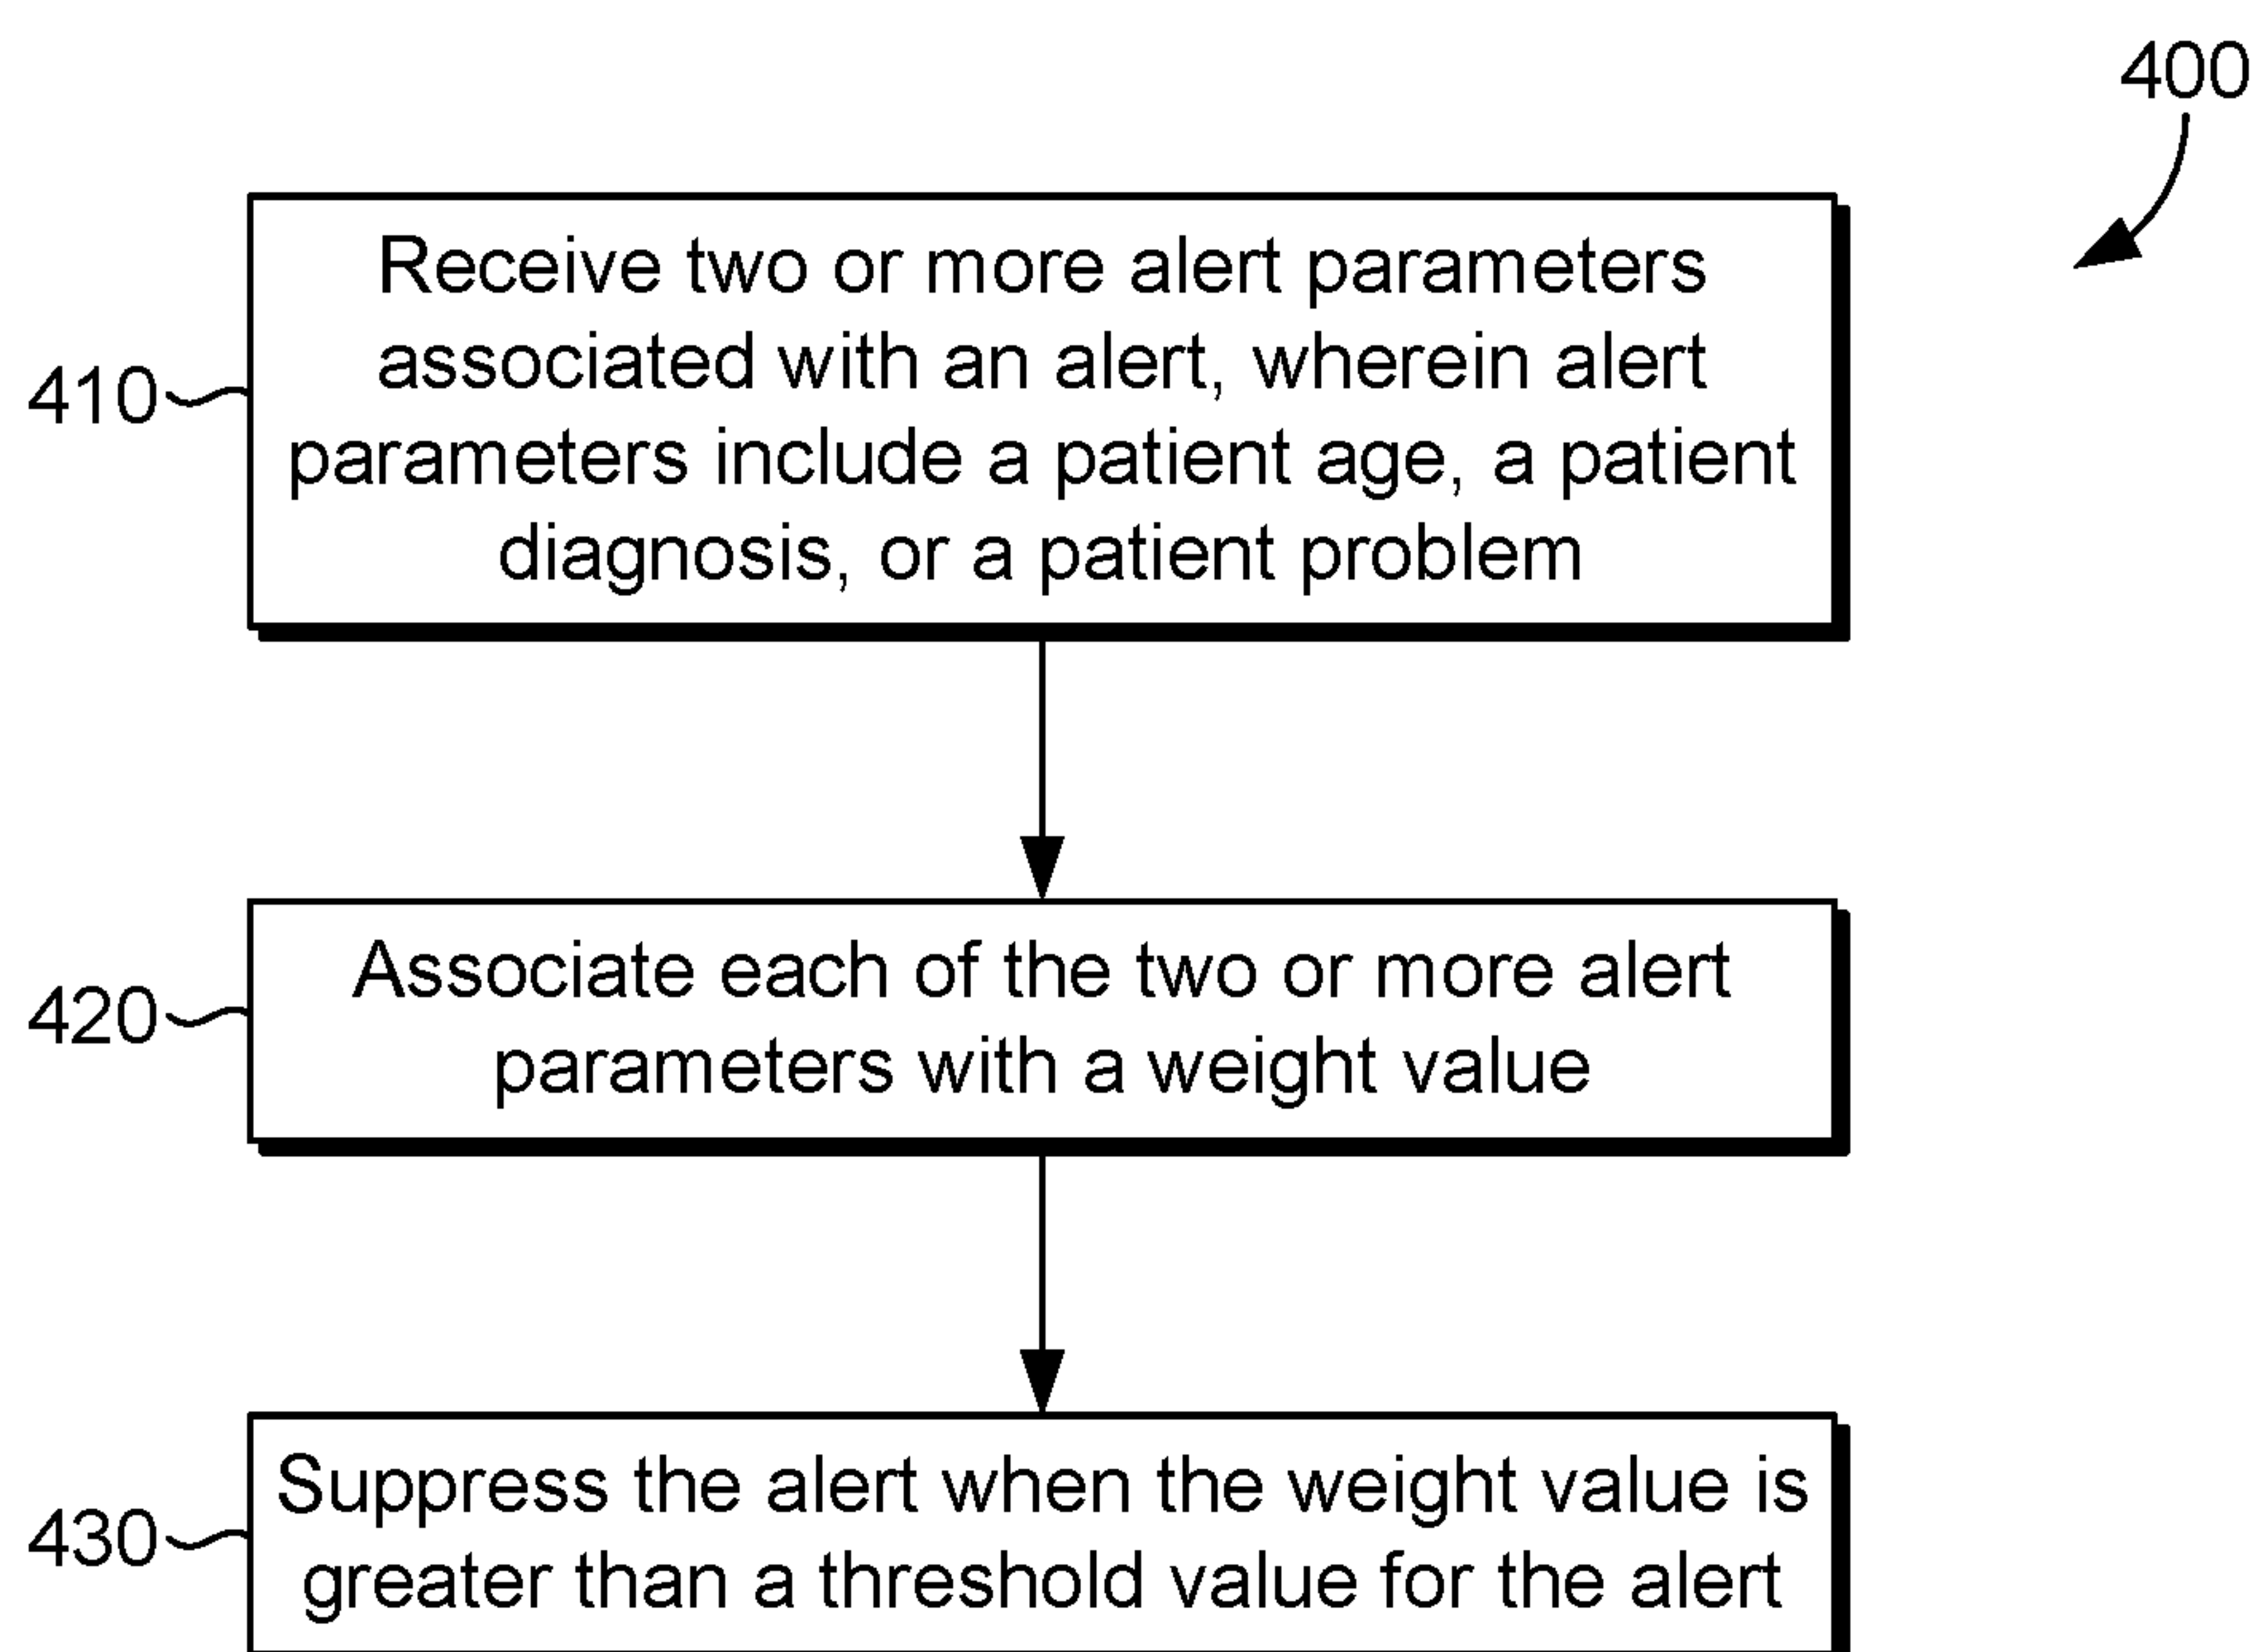 400
410
Receive two or more alert parameters
associated with an alert, wherein alert
parameters include a patient age, a patient
diagnosis, or a patient problem
420
Associate each of the two or more alert
parameters with a weight value
430
Suppress the alert when the weight value is
greater than a threshold value for the alert